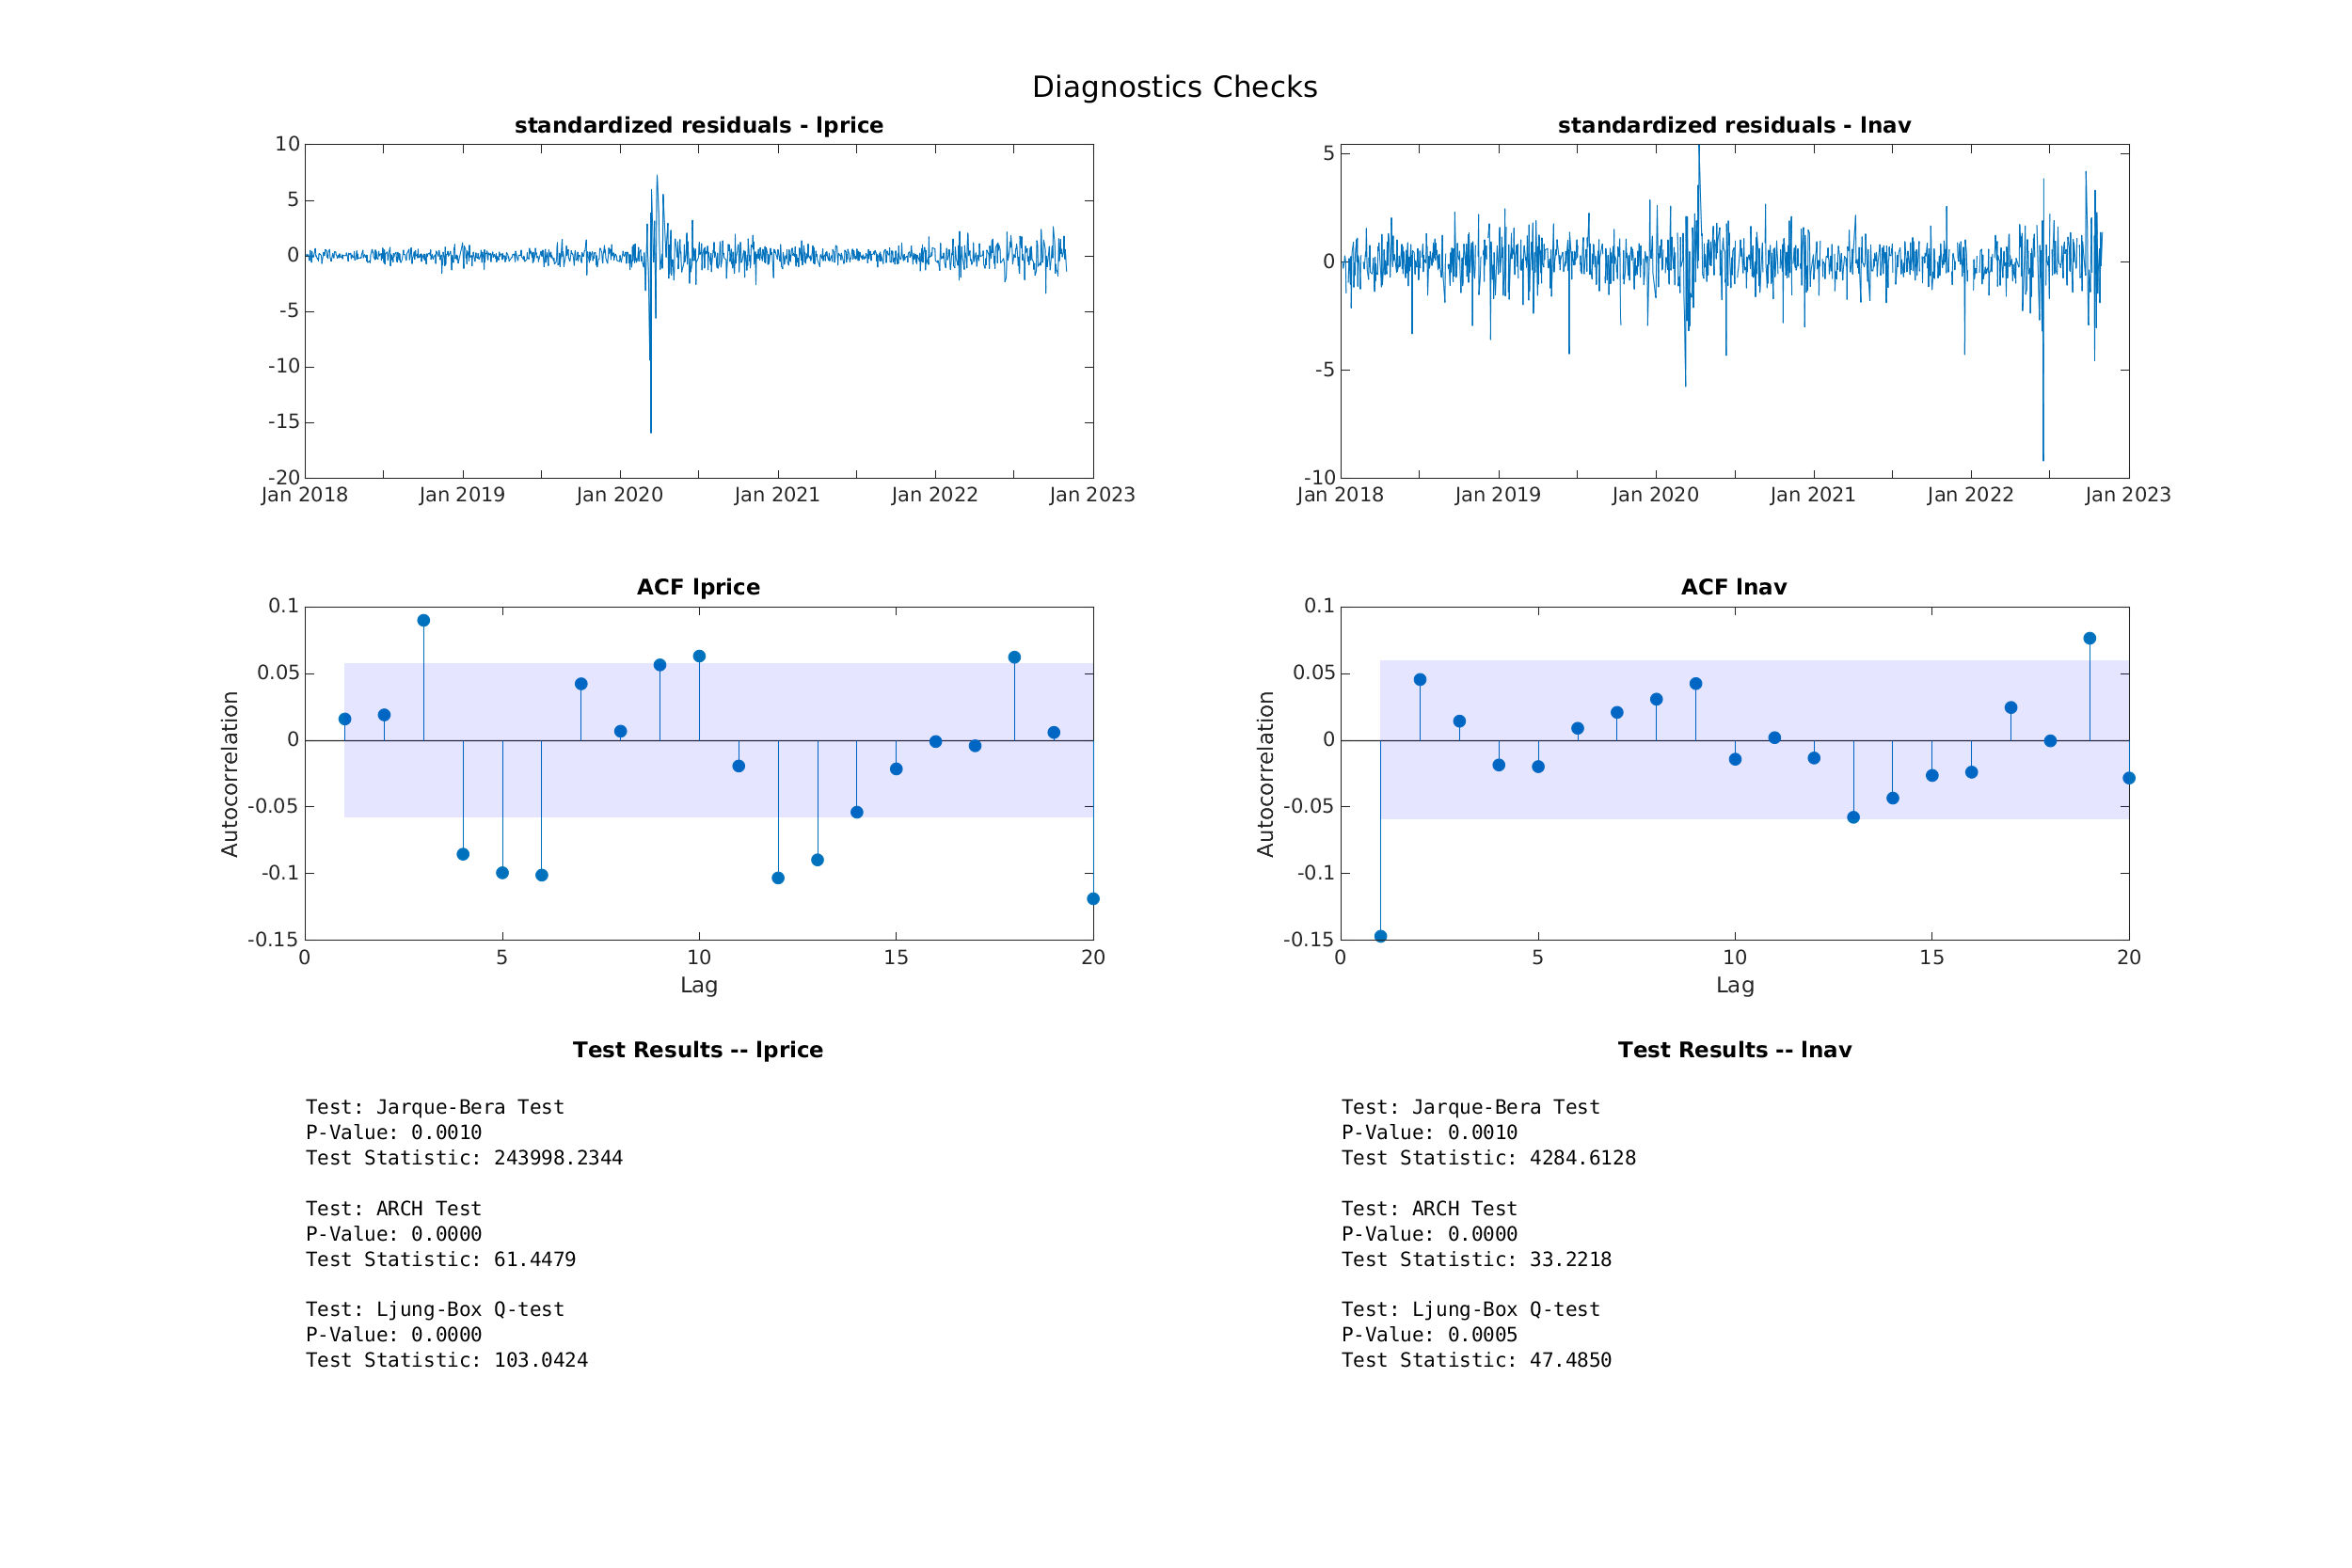 Diagnostics Checks
standardized residuals - lprice
10
5
0
-5
-10
-15
-20
Jan 2018 Jan 2019 Jan 2020 Jan 2021 Jan 2022 Jan 2023
standardized residuals - lnav
5
0
-5
-10
Jan 2018 Jan 2019 Jan 2020 Jan 2021 Jan 2022 Jan 2023
ACF lprice
0.1
0.05
0
-0.05
-0.1
-0.15
Autocorrelation
0 5 10 15 20
Lag
ACF lnav
0.1
0.05
0
-0.05
-0.1
-0.15
Autocorrelation
0 5 10 15 20
Lag
Test Results -- lprice
Test: Jarque-Bera Test
P-Value: 0.0010
Test Statistic: 243998.2344
Test: ARCH Test
P-Value: 0.0000
Test Statistic: 61.4479
Test: Ljung-Box Q-test
P-Value: 0.0000
Test Statistic: 103.0424
Test Results -- lnav
Test: Jarque-Bera Test
P-Value: 0.0010
Test Statistic: 4284.6128
Test: ARCH Test
P-Value: 0.0000
Test Statistic: 33.2218
Test: Ljung-Box Q-test
P-Value: 0.0005
Test Statistic: 47.4850